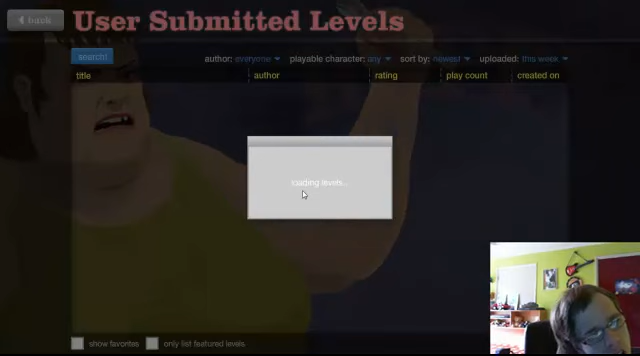 back
User Submitted Levels
search!
author: everyone playable character: any sort by: newest uploaded: this week
title author rating play count created on
loading levels...
show favorites only list featured levels